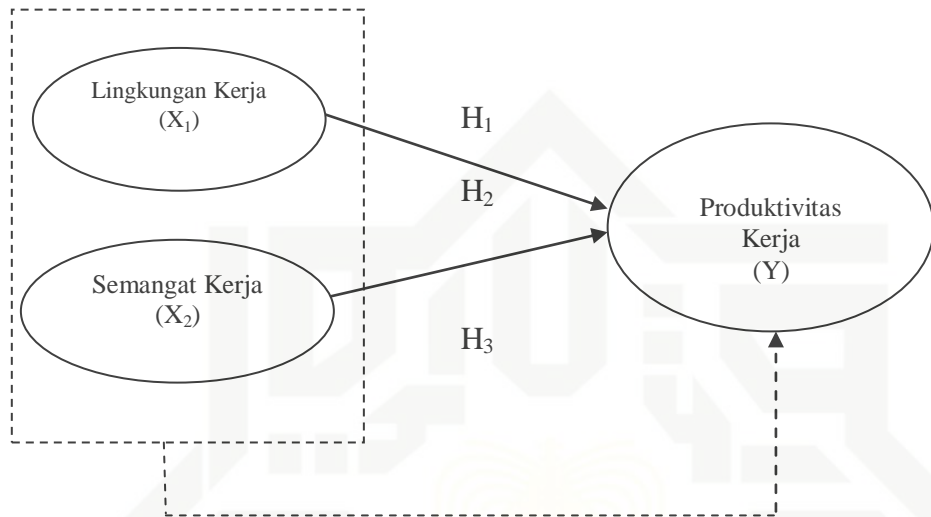 Lingkungan Kerja
(X₁)
H₁
H₂
Produktivitas
Kerja
(Y)
Semangat Kerja
(X₂)
H₃